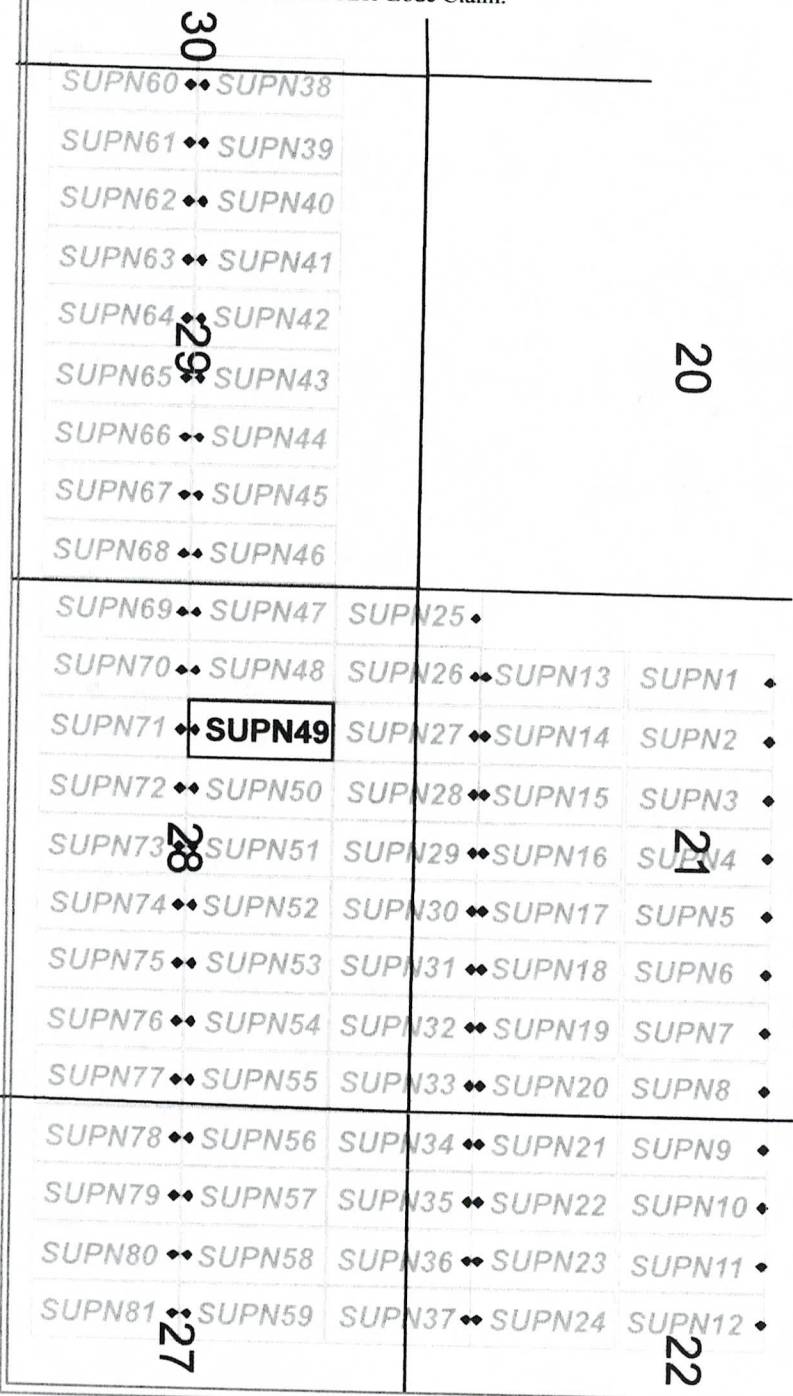 Lode Claim.
30
SUPN60 SUPN38
SUPN61 SUPN39
SUPN62 SUPN40
SUPN63 SUPN41
SUPN64 SUPN42
29
20
SUPN65 SUPN43
SUPN66 SUPN44
SUPN67 SUPN45
SUPN68 SUPN46
SUPN69 SUPN47 SUPN25
SUPN70 SUPN48 SUPN26 SUPN13 SUPN1
SUPN71 SUPN49 SUPN27 SUPN14 SUPN2
SUPN72 SUPN50 SUPN28 SUPN15 SUPN3
SUPN73 SUPN51 SUPN29 SUPN16 SUPN4
28
21
SUPN74 SUPN52 SUPN30 SUPN17 SUPN5
SUPN75 SUPN53 SUPN31 SUPN18 SUPN6
SUPN76 SUPN54 SUPN32 SUPN19 SUPN7
SUPN77 SUPN55 SUPN33 SUPN20 SUPN8
SUPN78 SUPN56 SUPN34 SUPN21 SUPN9
SUPN79 SUPN57 SUPN35 SUPN22 SUPN10
SUPN80 SUPN58 SUPN36 SUPN23 SUPN11
SUPN81 SUPN59 SUPN37 SUPN24 SUPN12
27
22